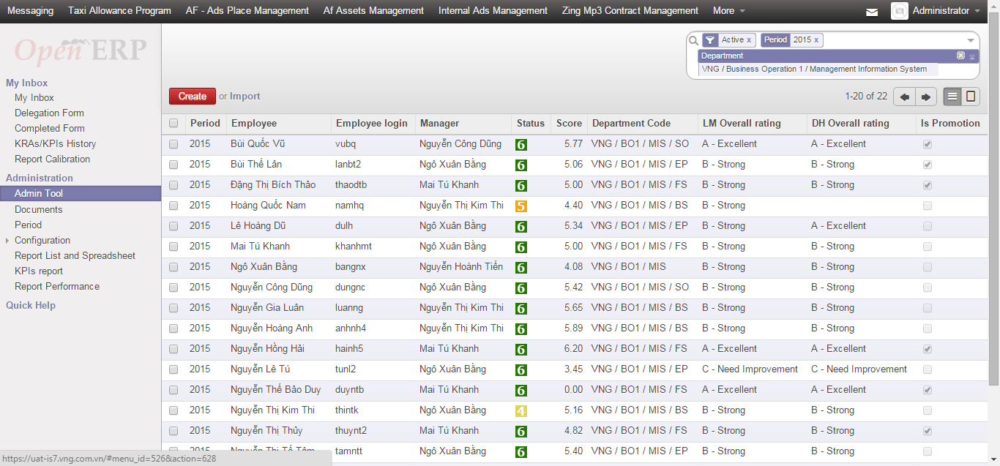 Messaging Taxi Allowance Program AF - Ads Place Management Af Assets Management Internal Ads Management Zing Mp3 Contract Management More Administrator
Open ERP
My Inbox
My Inbox
Delegation Form
Completed Form
KRAs/KPIs History
Report Calibration
Administration
Admin Tool
Documents
Period
Configuration
Report List and Spreadsheet
KPIs report
Report Performance
Quick Help
Active x Period 2015 x
Department
VNG / Business Operation 1 / Management Information System
Create or Import 1-20 of 22
Period Employee Employee login Manager Status Score Department Code LM Overall rating DH Overall rating Is Promotion
2015 Bùi Quốc Vũ vubq Nguyễn Công Dũng 6 5.77 VNG / BO1 / MIS / SO A - Excellent A - Excellent
2015 Bùi Thế Lân lanbt2 Ngô Xuân Bằng 6 5.06 VNG / BO1 / MIS / EP B - Strong B - Strong
2015 Đặng Thị Bích Thảo thaodtb Mai Tú Khanh 6 5.00 VNG / BO1 / MIS / FS B - Strong B - Strong
2015 Hoàng Quốc Nam namhq Nguyễn Thị Kim Thi 5 4.40 VNG / BO1 / MIS / BS B - Strong
2015 Lê Hoàng Dũ dulh Ngô Xuân Bằng 6 5.34 VNG / BO1 / MIS / EP B - Strong A - Excellent
2015 Mai Tú Khanh khanhmt Ngô Xuân Bằng 6 5.00 VNG / BO1 / MIS / FS B - Strong B - Strong
2015 Ngô Xuân Bằng bangnx Nguyễn Hoành Tiến 6 4.08 VNG / BO1 / MIS B - Strong B - Strong
2015 Nguyễn Công Dũng dungnc Ngô Xuân Bằng 6 5.42 VNG / BO1 / MIS / SO B - Strong B - Strong
2015 Nguyễn Gia Luân luanng Nguyễn Thị Kim Thi 6 5.65 VNG / BO1 / MIS / BS B - Strong B - Strong
2015 Nguyễn Hoàng Anh anhnh4 Nguyễn Thị Kim Thi 6 5.89 VNG / BO1 / MIS / BS B - Strong B - Strong
2015 Nguyễn Hồng Hải hainh5 Mai Tú Khanh 6 6.20 VNG / BO1 / MIS / FS A - Excellent A - Excellent
2015 Nguyễn Lê Tú tunl2 Ngô Xuân Bằng 6 3.45 VNG / BO1 / MIS / EP C - Need Improvement C - Need Improvement
2015 Nguyễn Thế Bảo Duy duyntb Mai Tú Khanh 6 0.00 VNG / BO1 / MIS / FS A - Excellent A - Excellent
2015 Nguyễn Thị Kim Thi thintk Ngô Xuân Bằng 4 5.16 VNG / BO1 / MIS / BS B - Strong B - Strong
2015 Nguyễn Thị Thủy thuynt2 Mai Tú Khanh 6 4.82 VNG / BO1 / MIS / FS B - Strong B - Strong
2015 Nguyễn Thị Tố Tâm tamntt Ngô Xuân Bằng 6 5.40 VNG / BO1 / MIS / EP B - Strong B - Strong
https://uat-is7.vng.com.vn/#menu_id=526&action=628